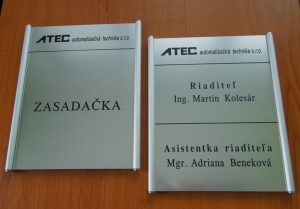 ATEC automatizačná technika s.r.o.
ZASADAČKA
ATEC automatizačná technika s.r.o.
Riaditeľ
Ing. Martin Kolesár
Asistentka riaditeľa
Mgr. Adriana Beneková